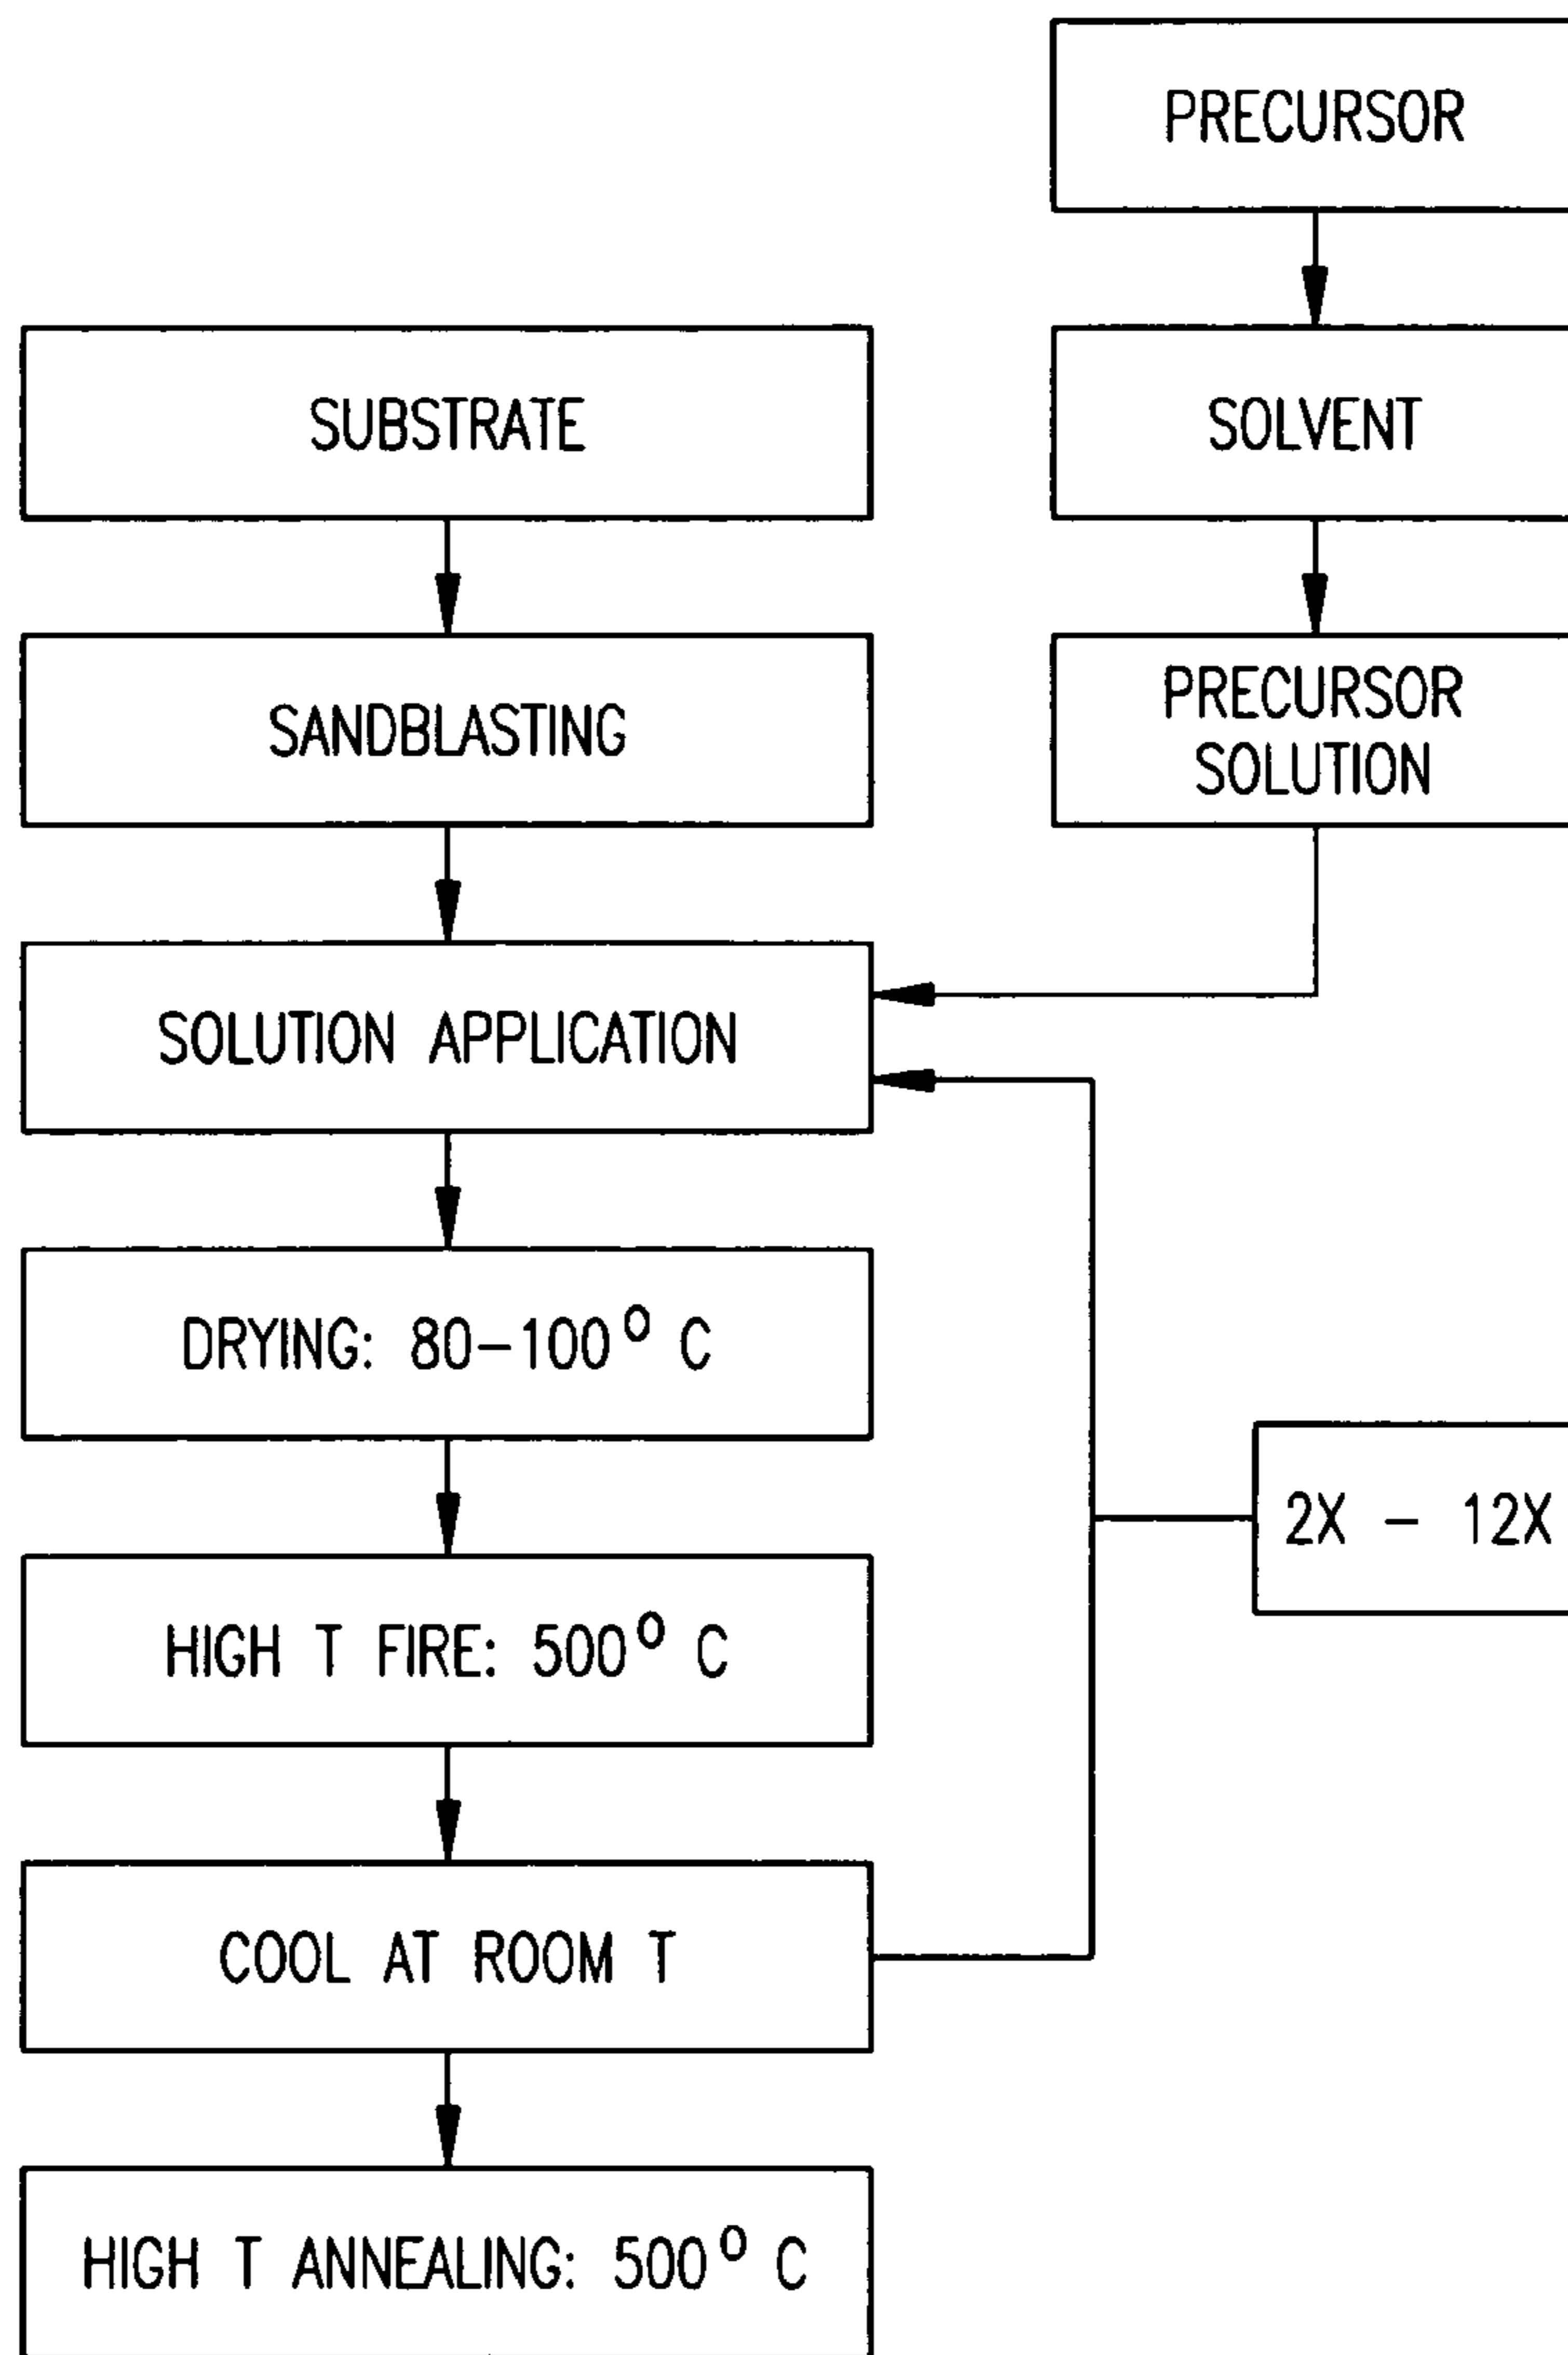 PRECURSOR
SUBSTRATE
SOLVENT
SANDBLASTING
PRECURSOR
SOLUTION
SOLUTION APPLICATION
DRYING: 80-100° C
2X - 12X
HIGH T FIRE: 500° C
COOL AT ROOM T
HIGH T ANNEALING: 500° C